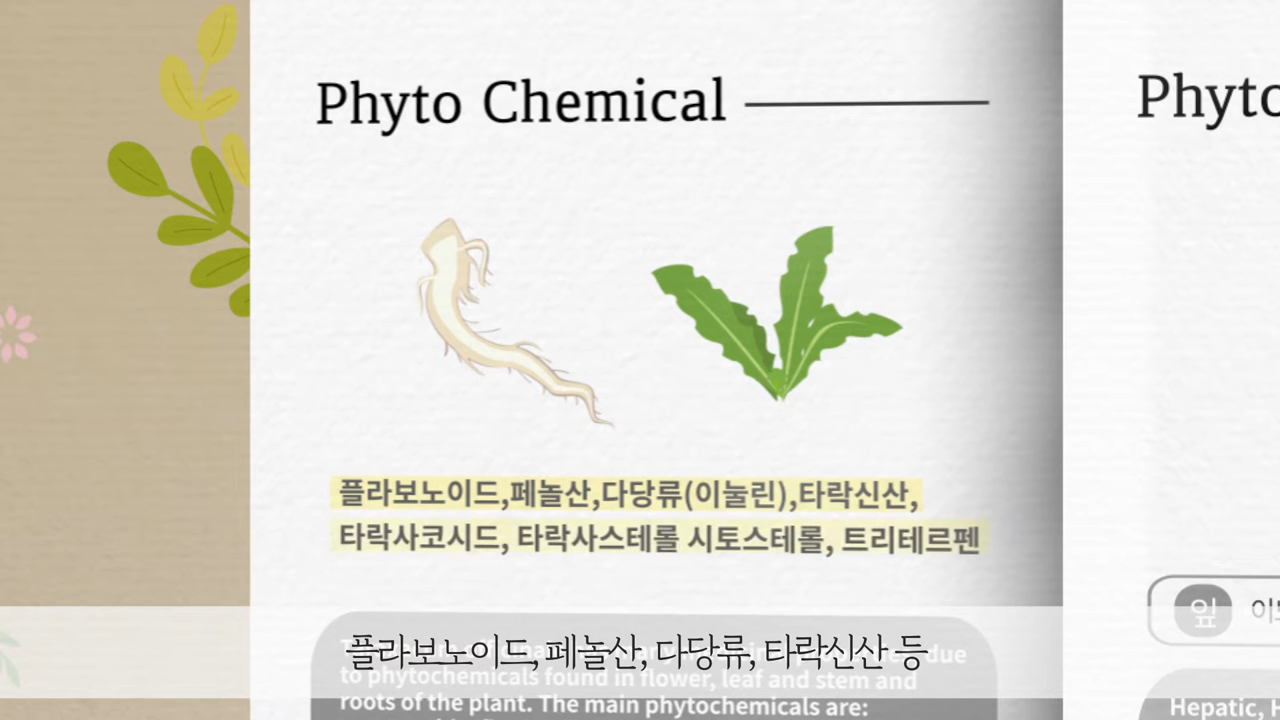 Phyto Chemical
플라보노이드,페놀산,다당류(이눌린),타락신산,
타락사코시드, 타락사스테롤 시토스테롤, 트리테르펜
플라보노이드, 페놀산, 다당류, 타락신산 등
due
to phytochemicals found in flower, leaf and stem and
roots of the plant. The main phytochemicals are:
Phyto
잎
Hepatic,